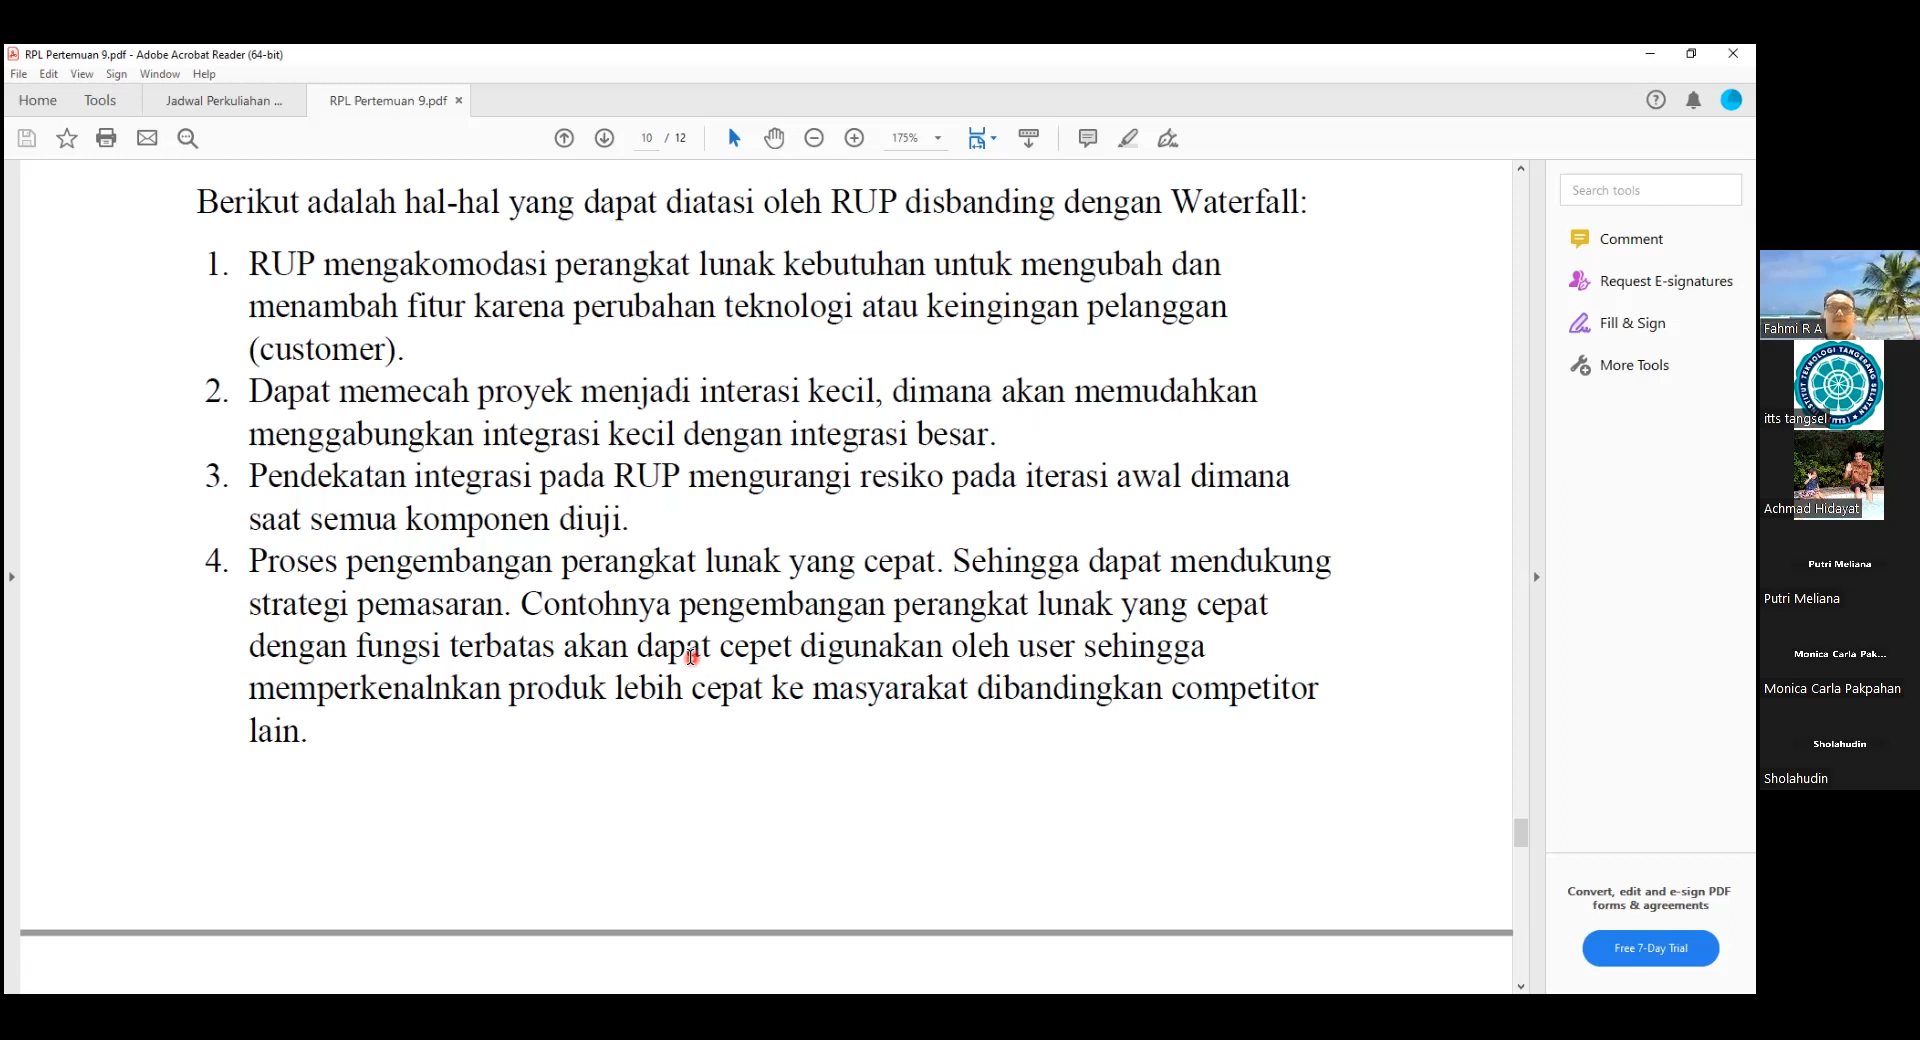 RPL Pertemuan 9.pdf - Adobe Acrobat Reader (64-bit)
File Edit View Sign Window Help
Home Tools Jadwal Perkuliahan ... RPL Pertemuan 9.pdf
10 / 12 175%
Berikut adalah hal-hal yang dapat diatasi oleh RUP disbanding dengan Waterfall:
1. RUP mengakomodasi perangkat lunak kebutuhan untuk mengubah dan
menambah fitur karena perubahan teknologi atau keingingan pelanggan
(customer).
2. Dapat memecah proyek menjadi interasi kecil, dimana akan memudahkan
menggabungkan integrasi kecil dengan integrasi besar.
3. Pendekatan integrasi pada RUP mengurangi resiko pada iterasi awal dimana
saat semua komponen diuji.
4. Proses pengembangan perangkat lunak yang cepat. Sehingga dapat mendukung
strategi pemasaran. Contohnya pengembangan perangkat lunak yang cepat
dengan fungsi terbatas akan dapat cepet digunakan oleh user sehingga
memperkenalnkan produk lebih cepat ke masyarakat dibandingkan competitor
lain.
Search tools
Comment
Request E-signatures
Fill & Sign
More Tools
Convert, edit and e-sign PDF
forms & agreements
Free 7-Day Trial
Fahmi R A
INSTITUT TEKNOLOGI TANGERANG SELATAN
itts tangsel
Achmad Hidayat
Putri Meliana
Putri Meliana
Monica Carla Pak...
Monica Carla Pakpahan
Sholahudin
Sholahudin